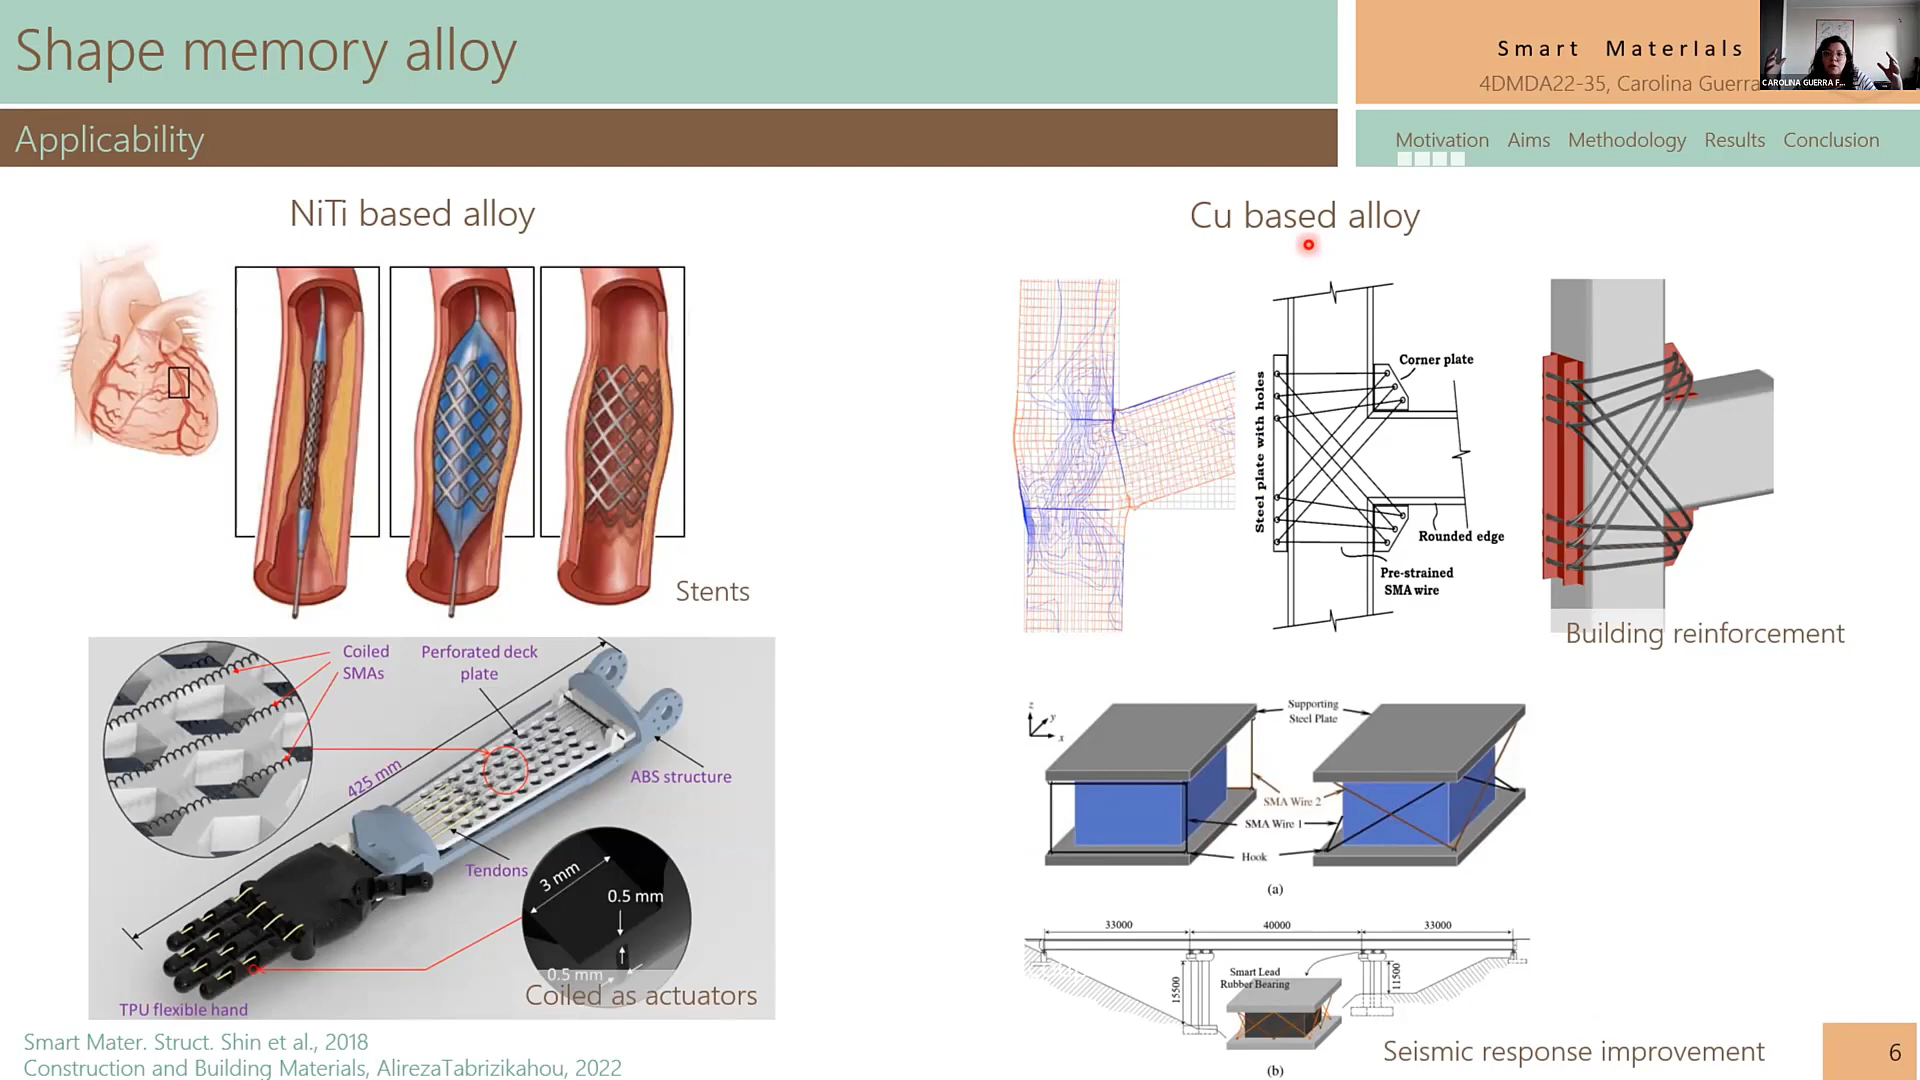 Shape memory alloy
Smart Materials
4DMDA22-35, Carolina Guerra
CAROLINA GUERRA F...
Applicability
Motivation Aims Methodology Results Conclusion
NiTi based alloy
Stents
Coiled
SMAs
Perforated deck
plate
425 mm
ABS structure
Tendons
3 mm
0.5 mm
0.5 mm
TPU flexible hand
Coiled as actuators
Cu based alloy
Steel plate with holes
Corner plate
Rounded edge
Pre-strained
SMA wire
Building reinforcement
z
y
x
Supporting
Steel Plate
SMA Wire 2
SMA Wire 1
Hook
(a)
33000 40000 33000
15500
11500
Smart Lead
Rubber Bearing
(b)
Seismic response improvement
Smart Mater. Struct. Shin et al., 2018
Construction and Building Materials, AlirezaTabrizikahou, 2022
6